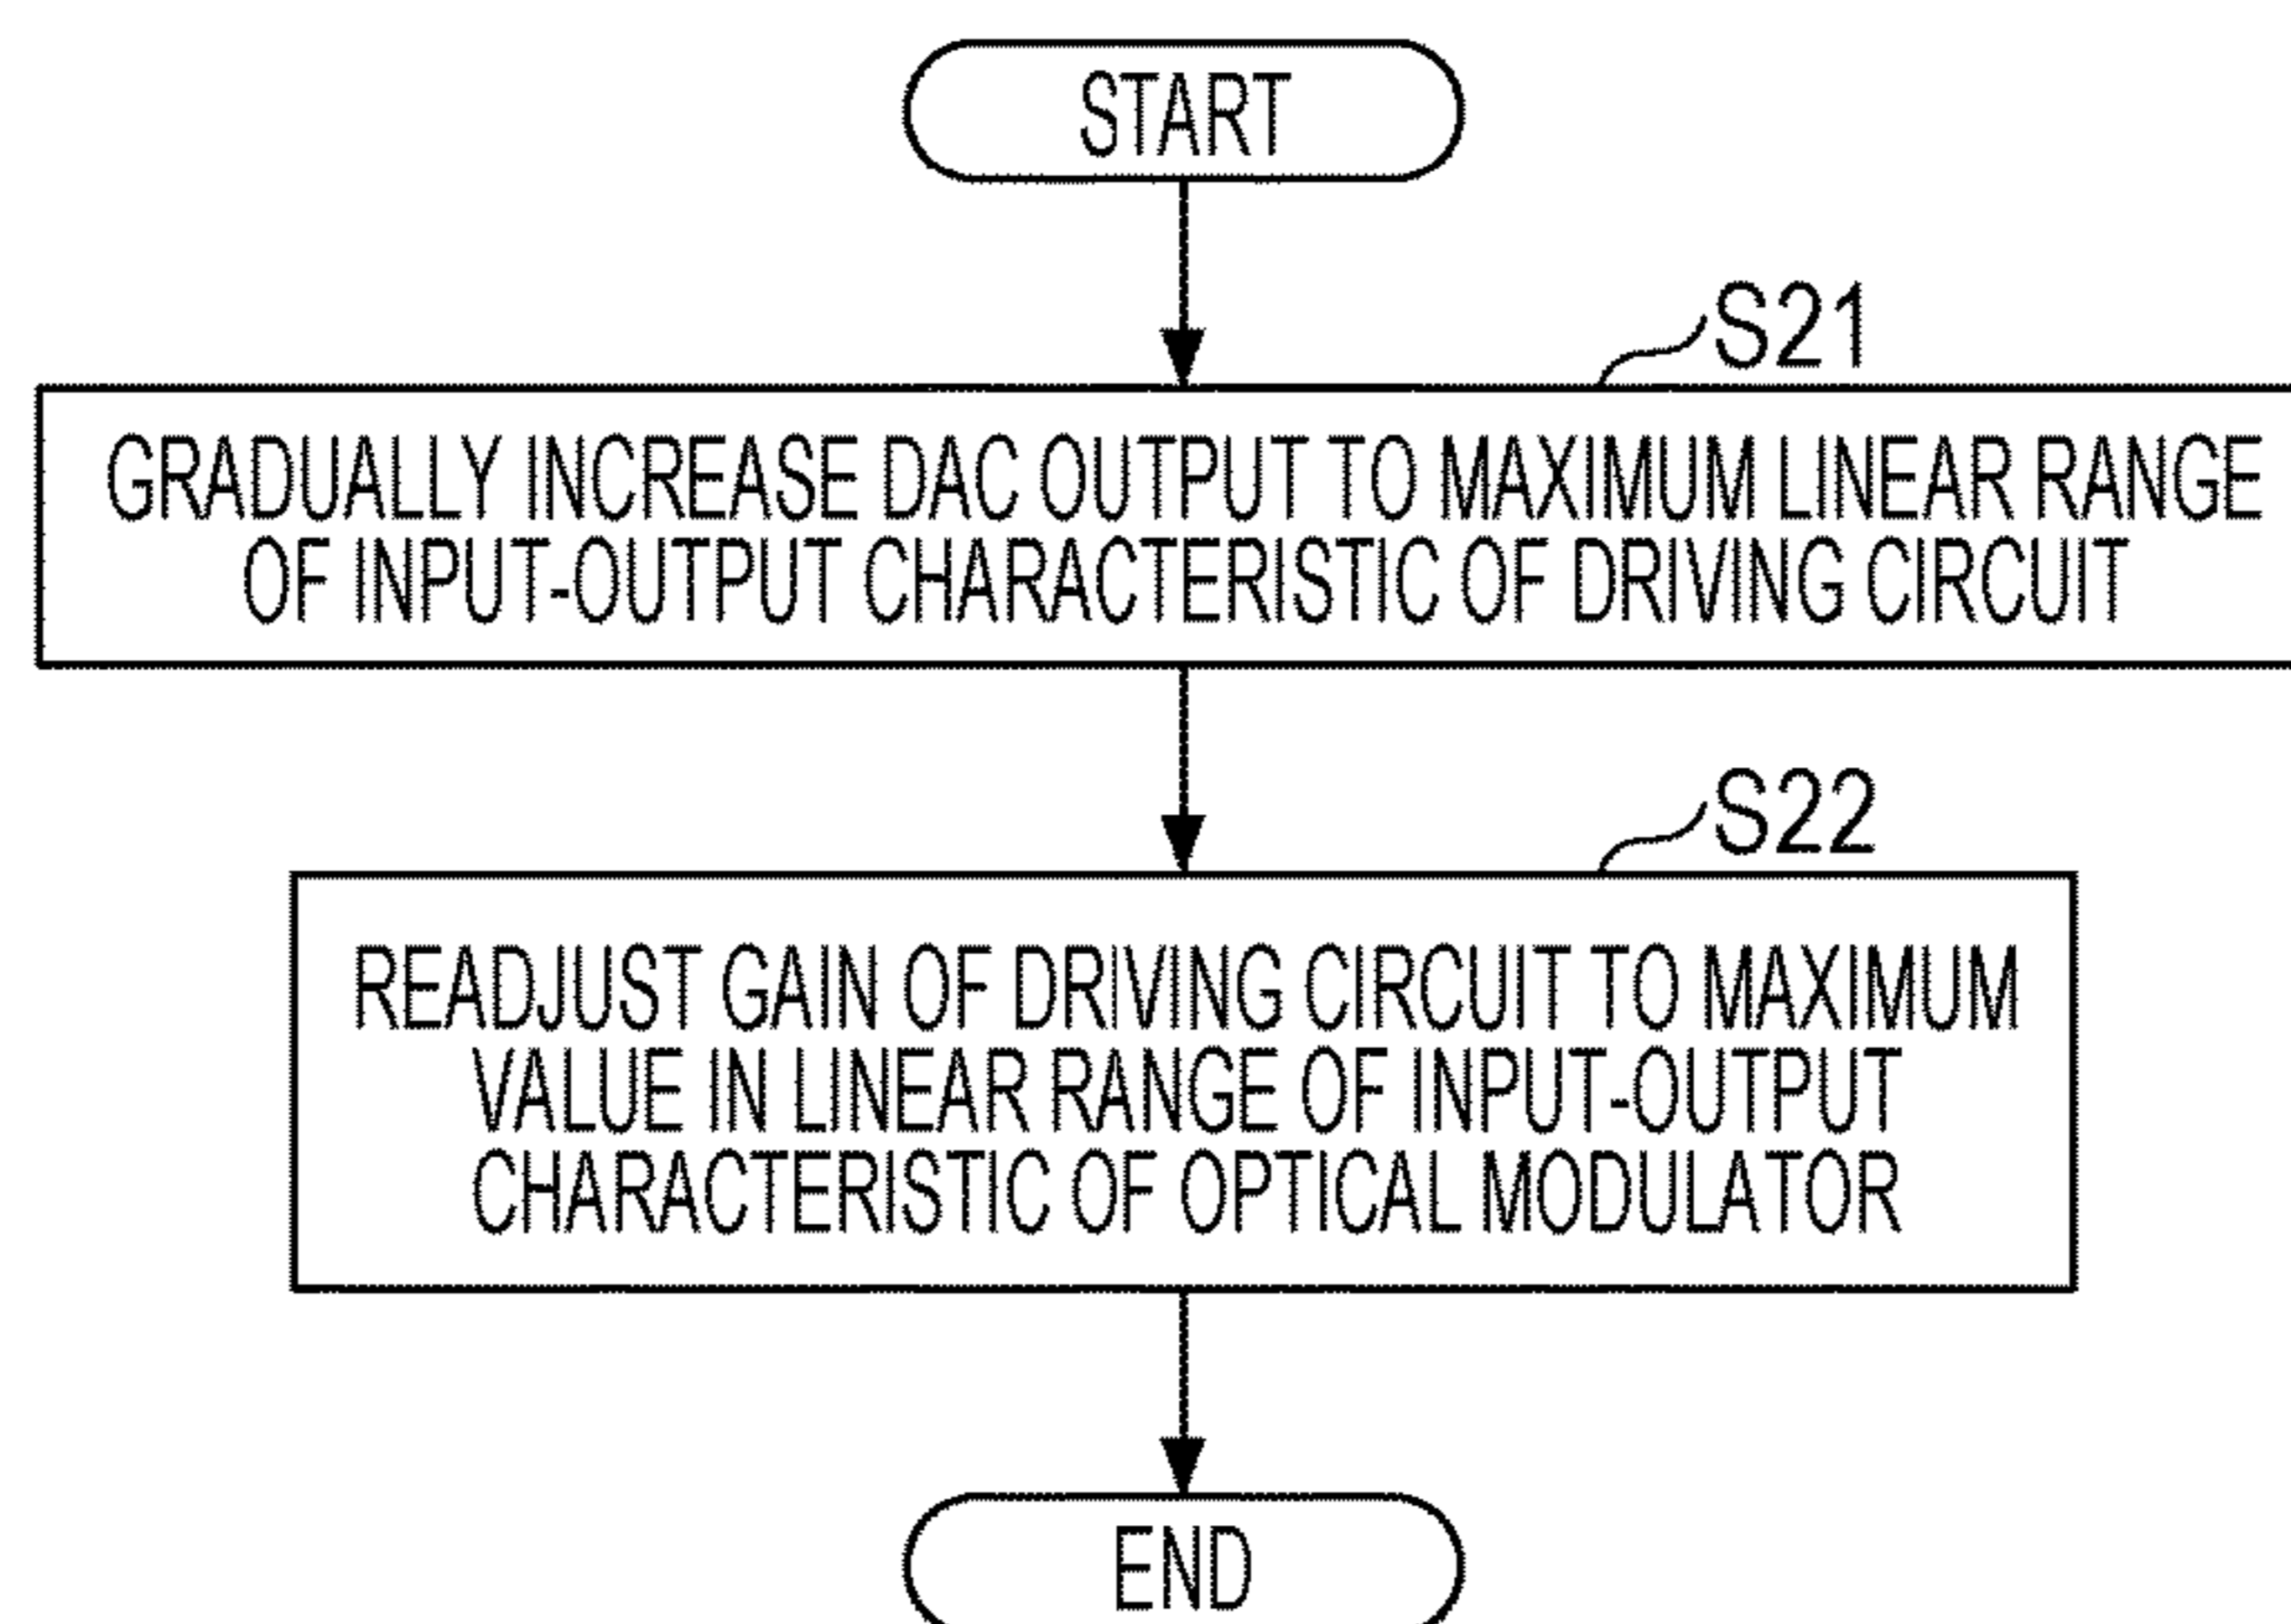 START
S21
GRADUALLY INCREASE DAC OUTPUT TO MAXIMUM LINEAR RANGE
OF INPUT-OUTPUT CHARACTERISTIC OF DRIVING CIRCUIT
S22
READJUST GAIN OF DRIVING CIRCUIT TO MAXIMUM
VALUE IN LINEAR RANGE OF INPUT-OUTPUT
CHARACTERISTIC OF OPTICAL MODULATOR
END